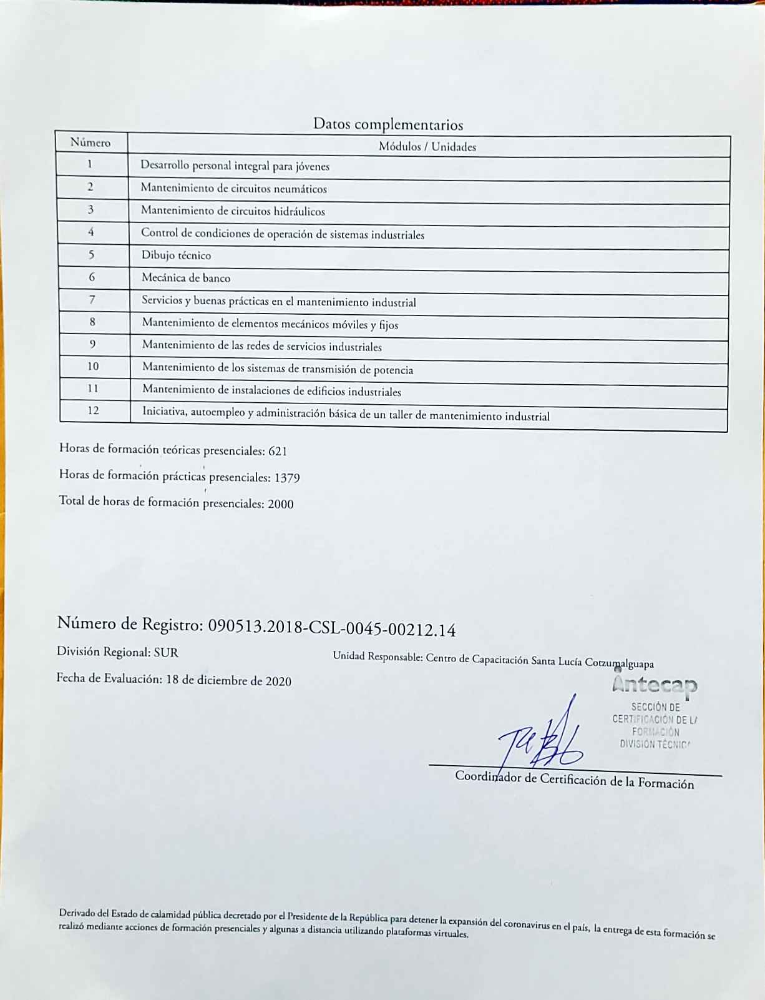 Datos complementarios
Número Módulos / Unidades
1 Desarrollo personal integral para jóvenes
2 Mantenimiento de circuitos neumáticos
3 Mantenimiento de circuitos hidráulicos
4 Control de condiciones de operación de sistemas industriales
5 Dibujo técnico
6 Mecánica de banco
7 Servicios y buenas prácticas en el mantenimiento industrial
8 Mantenimiento de elementos mecánicos móviles y fijos
9 Mantenimiento de las redes de servicios industriales
10 Mantenimiento de los sistemas de transmisión de potencia
11 Mantenimiento de instalaciones de edificios industriales
12 Iniciativa, autoempleo y administración básica de un taller de mantenimiento industrial
Horas de formación teóricas presenciales: 621
Horas de formación prácticas presenciales: 1379
Total de horas de formación presenciales: 2000
Número de Registro: 090513.2018-CSL-0045-00212.14
División Regional: SUR
Unidad Responsable: Centro de Capacitación Santa Lucía Cotzumalguapa
Fecha de Evaluación: 18 de diciembre de 2020
intecap
SECCIÓN DE
CERTIFICACIÓN DE LA
FORMACIÓN
DIVISIÓN TÉCNICA
Coordinador de Certificación de la Formación
Derivado del Estado de calamidad pública decretado por el Presidente de la República para detener la expansión del coronavirus en el país, la entrega de esta formación se
realizó mediante acciones de formación presenciales y algunas a distancia utilizando plataformas virtuales.